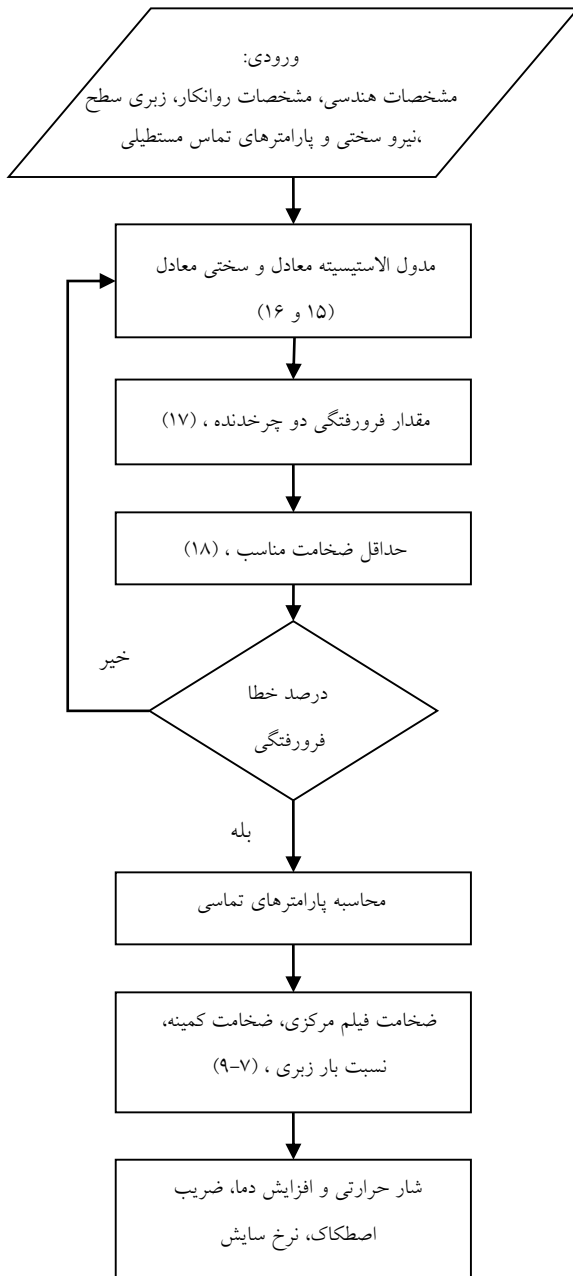 ورودی:
مشخصات هندسی، مشخصات روانکار، زبری سطح
،نیرو سختی و پارامترهای تماس مستطیلی
مدول الاستیسیته معادل و سختی معادل
(۱۵ و ۱۶)
مقدار فرورفتگی دو چرخدنده ، (۱۷)
حداقل ضخامت مناسب ، (۱۸)
درصد خطا
فرورفتگی
خیر
بله
محاسبه پارامترهای تماسی
ضخامت فیلم مرکزی، ضخامت کمینه،
نسبت بار زبری ، (۷-۹)
شار حرارتی و افزایش دما، ضریب
اصطکاک، نرخ سایش